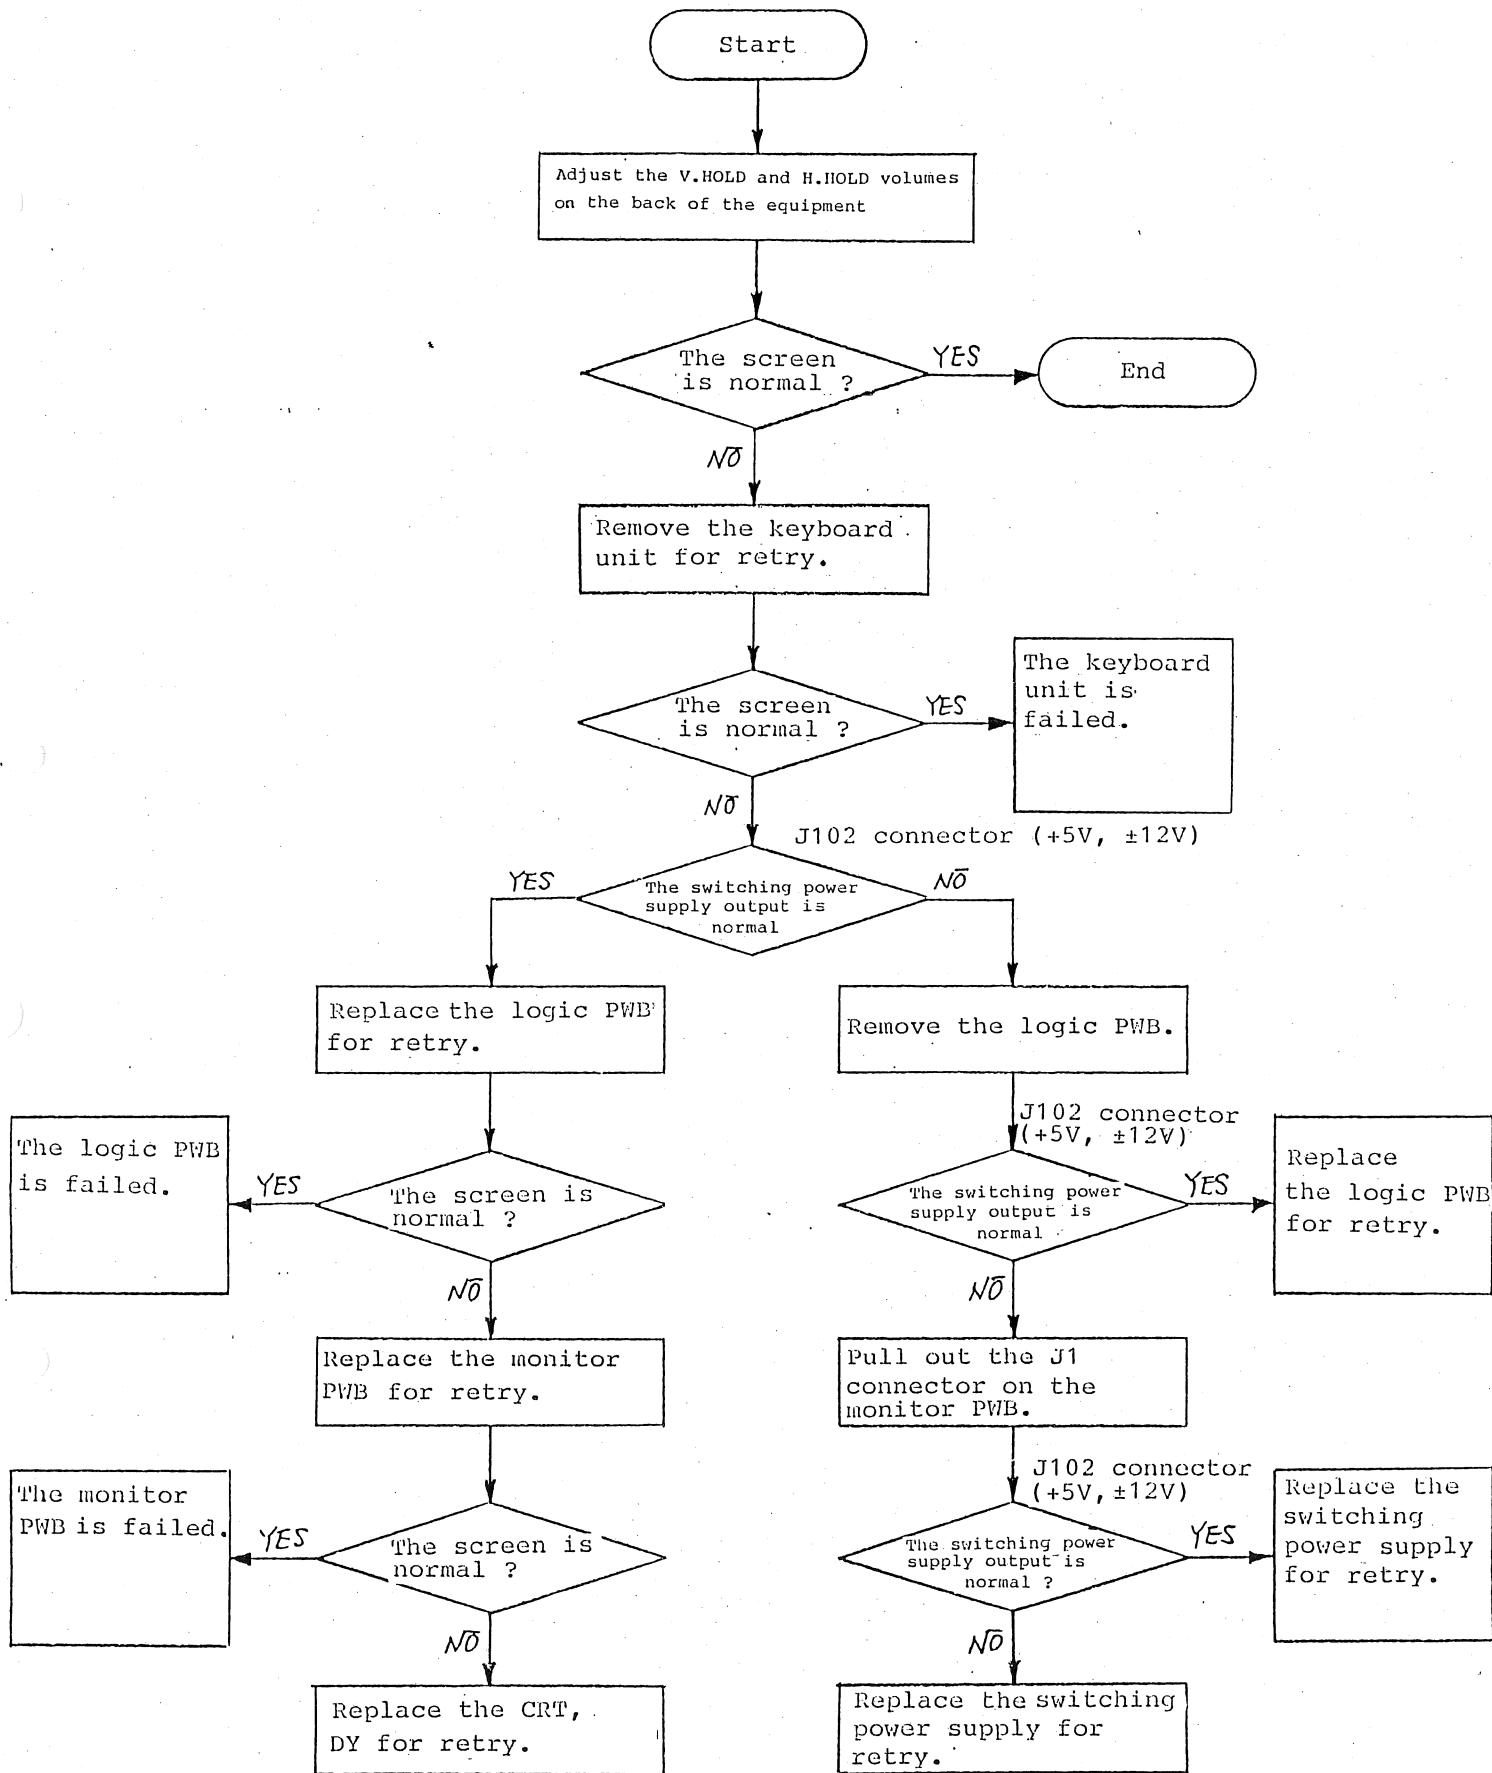 Start
Adjust the V.HOLD and H.HOLD volumes
on the back of the equipment
The screen
is normal ?
YES
End
NO
Remove the keyboard
unit for retry.
The screen
is normal ?
YES
The keyboard
unit is
failed.
NO
J102 connector (+5V, ±12V)
The switching power
supply output is
normal
YES
NO
Replace the logic PWB
for retry.
Remove the logic PWB.
J102 connector
(+5V, ±12V)
The logic PWB
is failed.
YES
The screen is
normal ?
The switching power
supply output is
normal
YES
Replace
the logic PWB
for retry.
NO
NO
Replace the monitor
PWB for retry.
Pull out the J1
connector on the
monitor PWB.
J102 connector
(+5V, ±12V)
The monitor
PWB is failed.
YES
The screen is
normal ?
The switching power
supply output is
normal ?
YES
Replace the
switching
power supply
for retry.
NO
NO
Replace the CRT,
DY for retry.
Replace the switching
power supply for
retry.